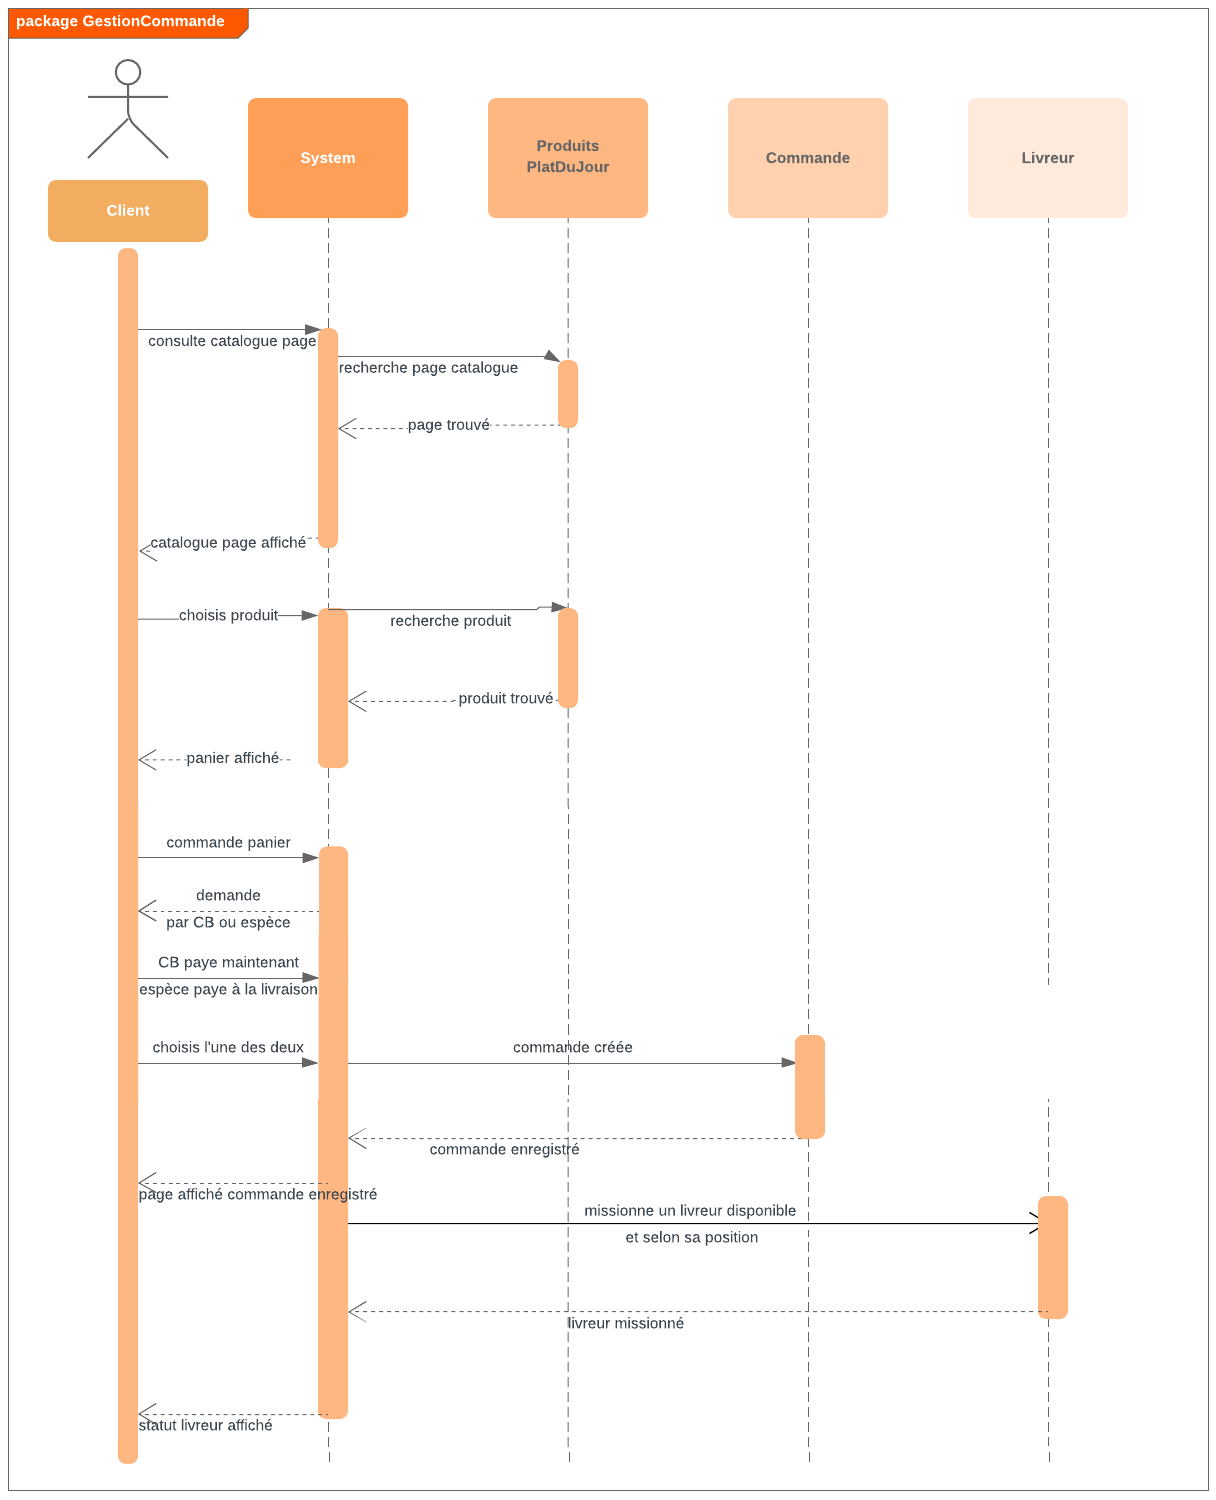 package GestionCommande
System
Produits
PlatDuJour
Commande
Livreur
Client
consulte catalogue page
recherche page catalogue
page trouvé
catalogue page affiché
choisis produit
recherche produit
produit trouvé
panier affiché
commande panier
demande
par CB ou espèce
CB paye maintenant
espèce paye à la livraison
choisis l'une des deux
commande créée
commande enregistré
page affiché commande enregistré
missionne un livreur disponible
et selon sa position
livreur missionné
statut livreur affiché